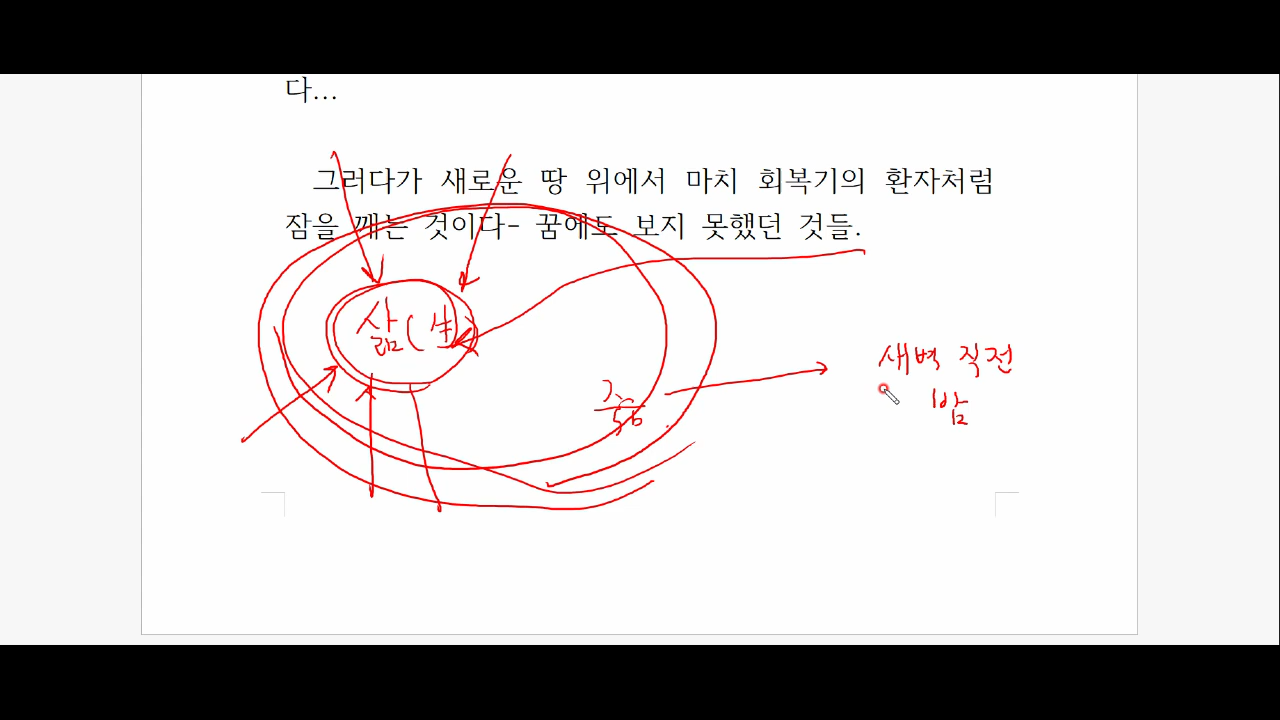 다...
그러다가 새로운 땅 위에서 마치 회복기의 환자처럼
잠을 깨는 것이다- 꿈에도 보지 못했던 것들.
삶(生)
죽음
새벽 직전
밤